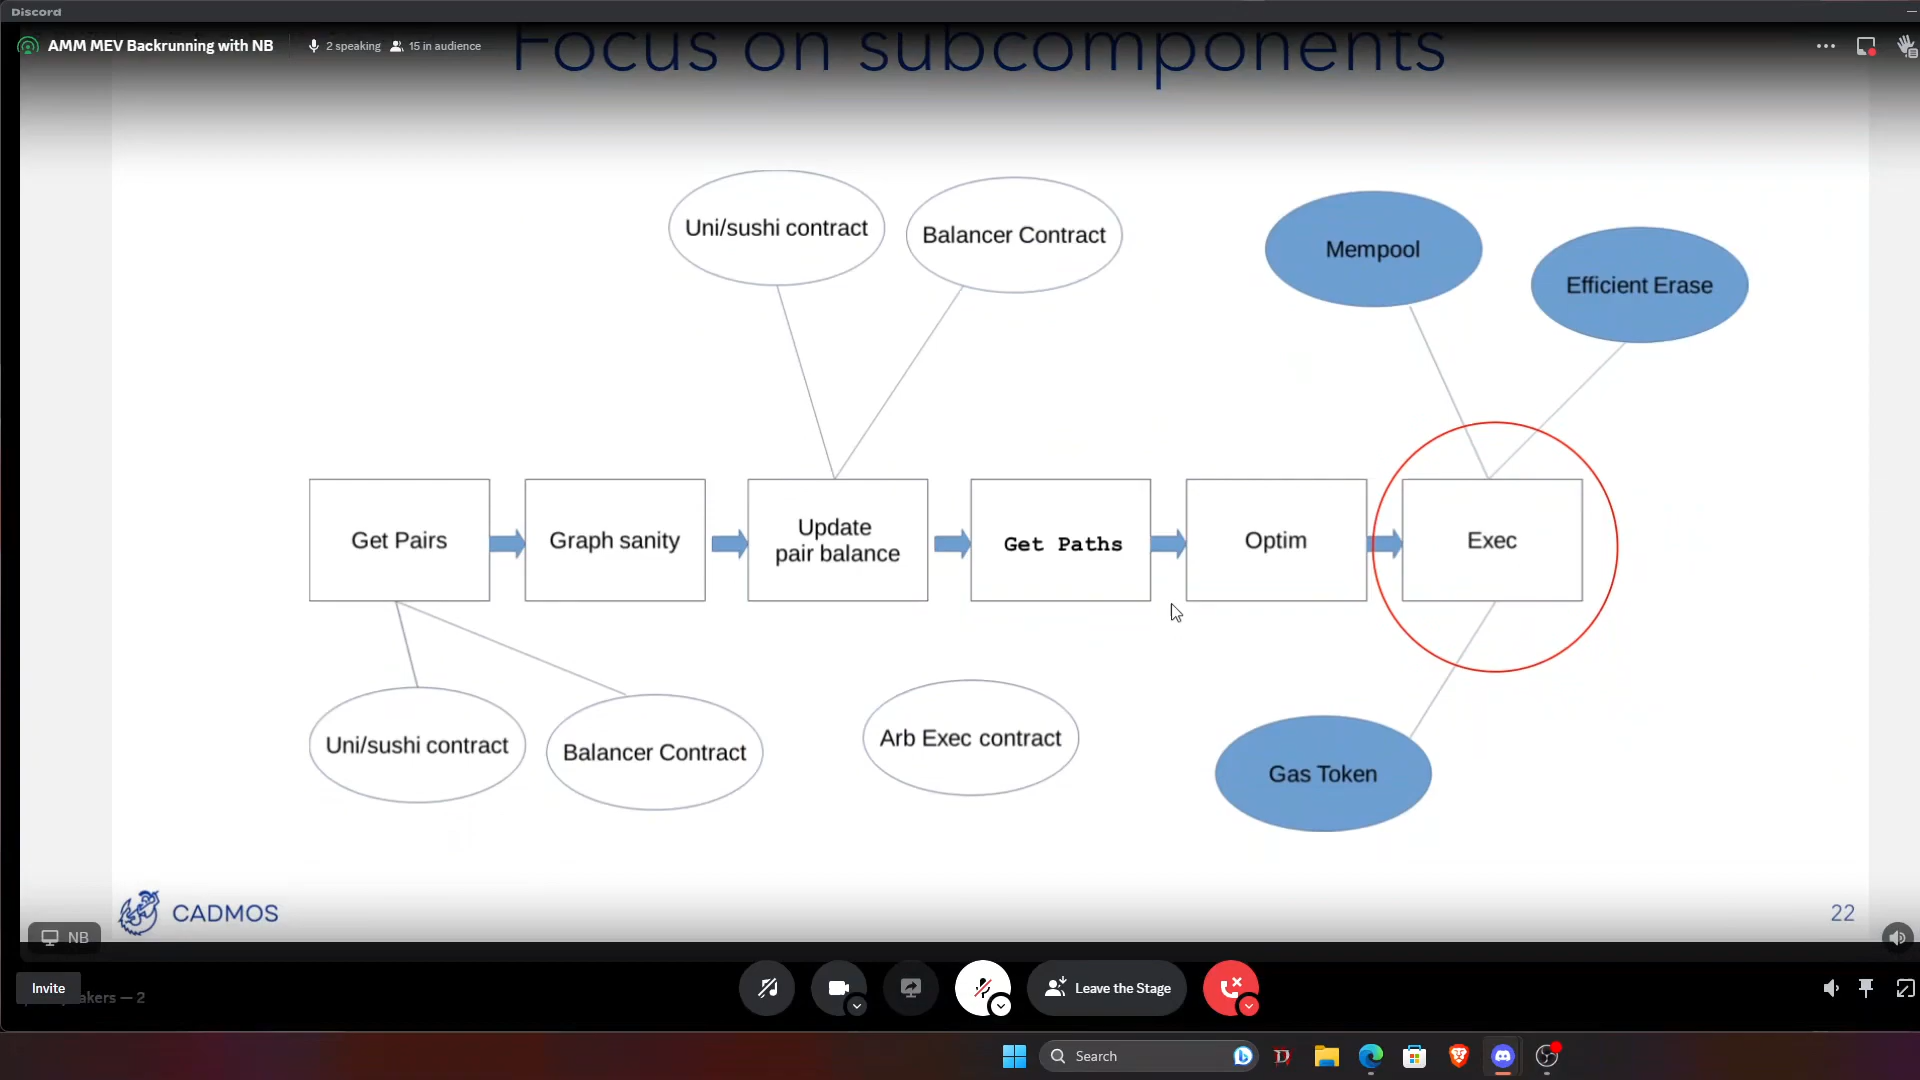 Discord
AMM MEV Backrunning with NB
2 speaking
15 in audience
Focus on subcomponents
Uni/sushi contract
Balancer Contract
Mempool
Efficient Erase
Get Pairs
Graph sanity
Update
pair balance
Get Paths
Optim
Exec
Uni/sushi contract
Balancer Contract
Arb Exec contract
Gas Token
CADMOS
22
NB
Invite
akers — 2
Leave the Stage
Search